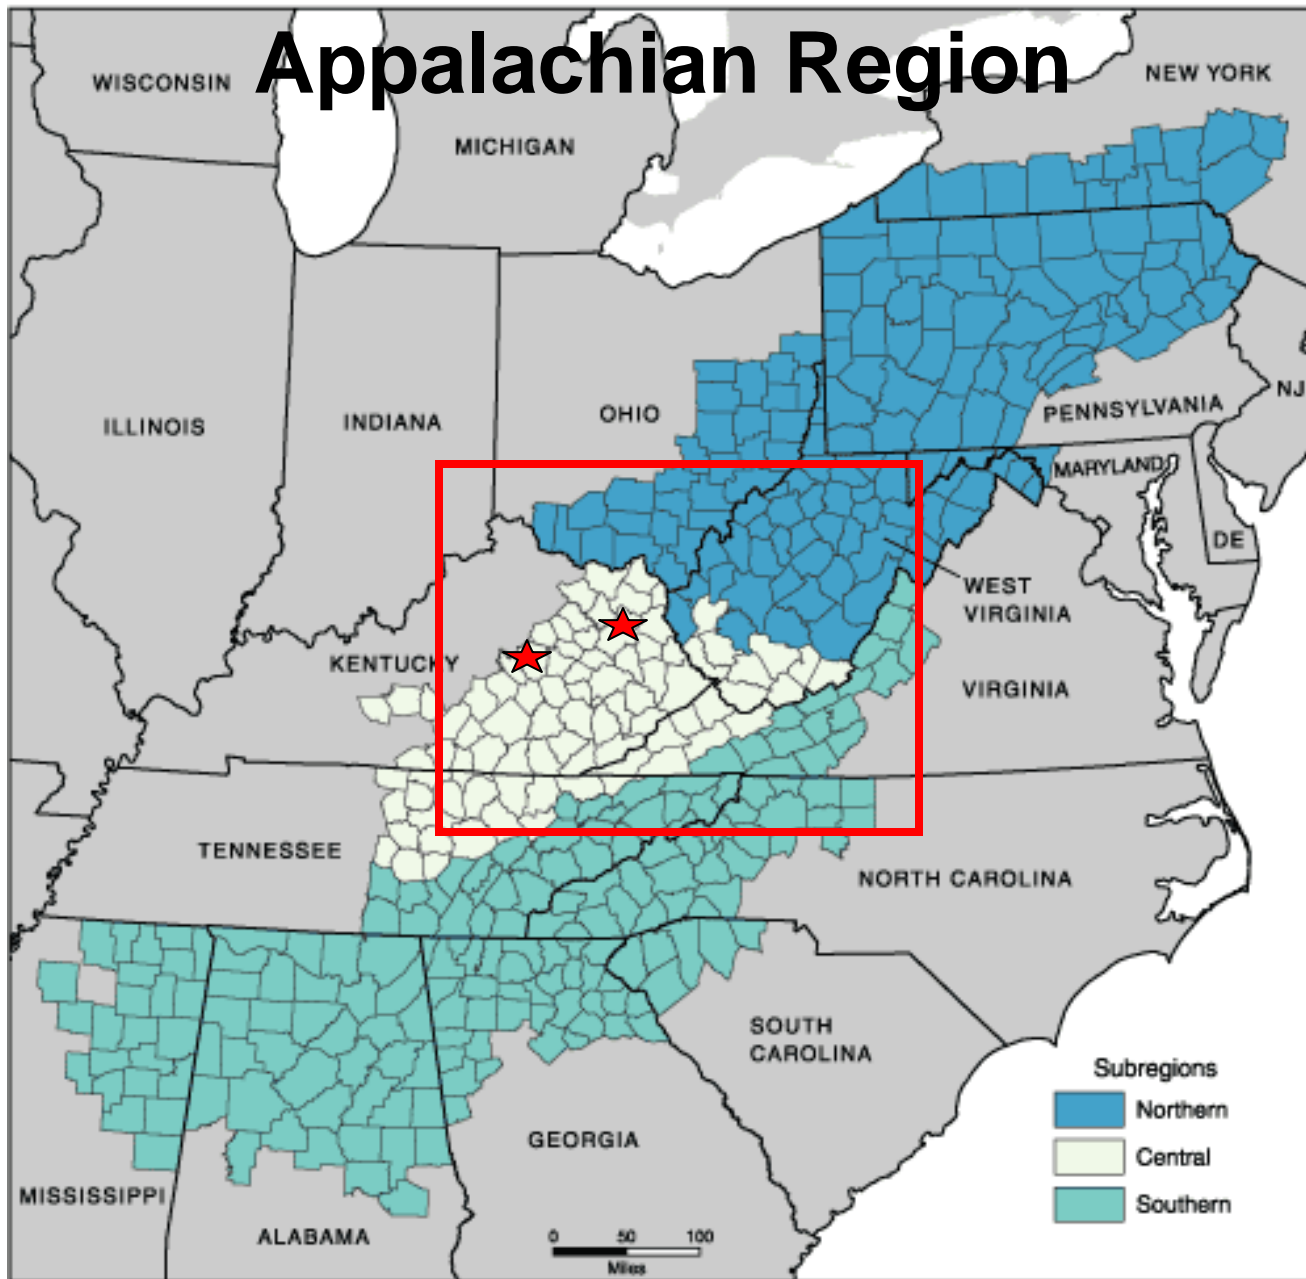 Appalachian Region
WISCONSIN
NEW YORK
MICHIGAN
ILLINOIS
INDIANA
OHIO
PENNSYLVANIA
NJ
MARYLAND
DE
WEST
VIRGINIA
KENTUCKY
VIRGINIA
TENNESSEE
NORTH CAROLINA
SOUTH
CAROLINA
GEORGIA
MISSISSIPPI
ALABAMA
Subregions
Northern
Central
Southern
0 50 100
Miles